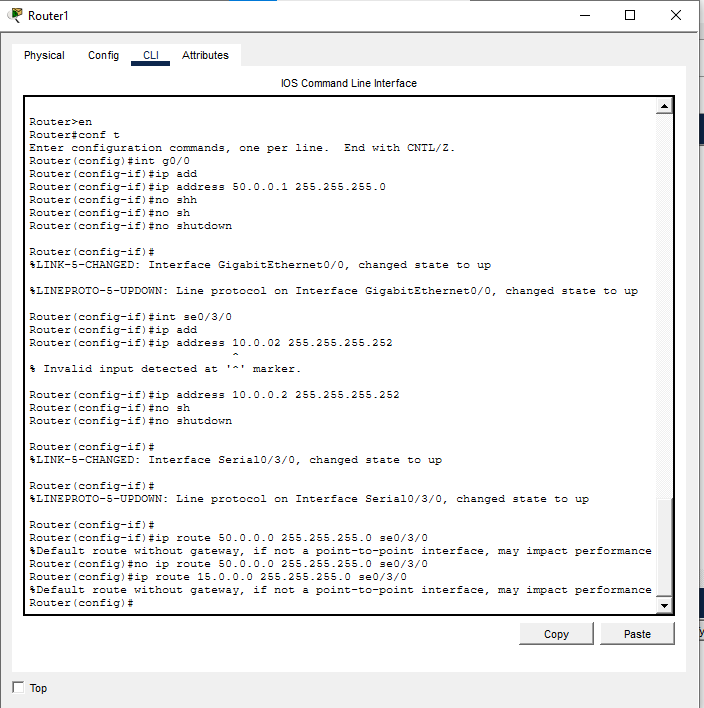 Router1
Physical Config CLI Attributes
IOS Command Line Interface
Router>en
Router#conf t
Enter configuration commands, one per line.  End with CNTL/Z.
Router(config)#int g0/0
Router(config-if)#ip add
Router(config-if)#ip address 50.0.0.1 255.255.255.0
Router(config-if)#no shh
Router(config-if)#no sh
Router(config-if)#no shutdown
Router(config-if)#
%LINK-5-CHANGED: Interface GigabitEthernet0/0, changed state to up
%LINEPROTO-5-UPDOWN: Line protocol on Interface GigabitEthernet0/0, changed state to up
Router(config-if)#int se0/3/0
Router(config-if)#ip add
Router(config-if)#ip address 10.0.02 255.255.255.252
^
% Invalid input detected at '^' marker.
Router(config-if)#ip address 10.0.0.2 255.255.255.252
Router(config-if)#no sh
Router(config-if)#no shutdown
Router(config-if)#
%LINK-5-CHANGED: Interface Serial0/3/0, changed state to up
Router(config-if)#
%LINEPROTO-5-UPDOWN: Line protocol on Interface Serial0/3/0, changed state to up
Router(config-if)#
Router(config-if)#ip route 50.0.0.0 255.255.255.0 se0/3/0
%Default route without gateway, if not a point-to-point interface, may impact performance
Router(config)#no ip route 50.0.0.0 255.255.255.0 se0/3/0
Router(config)#ip route 15.0.0.0 255.255.255.0 se0/3/0
%Default route without gateway, if not a point-to-point interface, may impact performance
Router(config)#
Copy Paste
Top